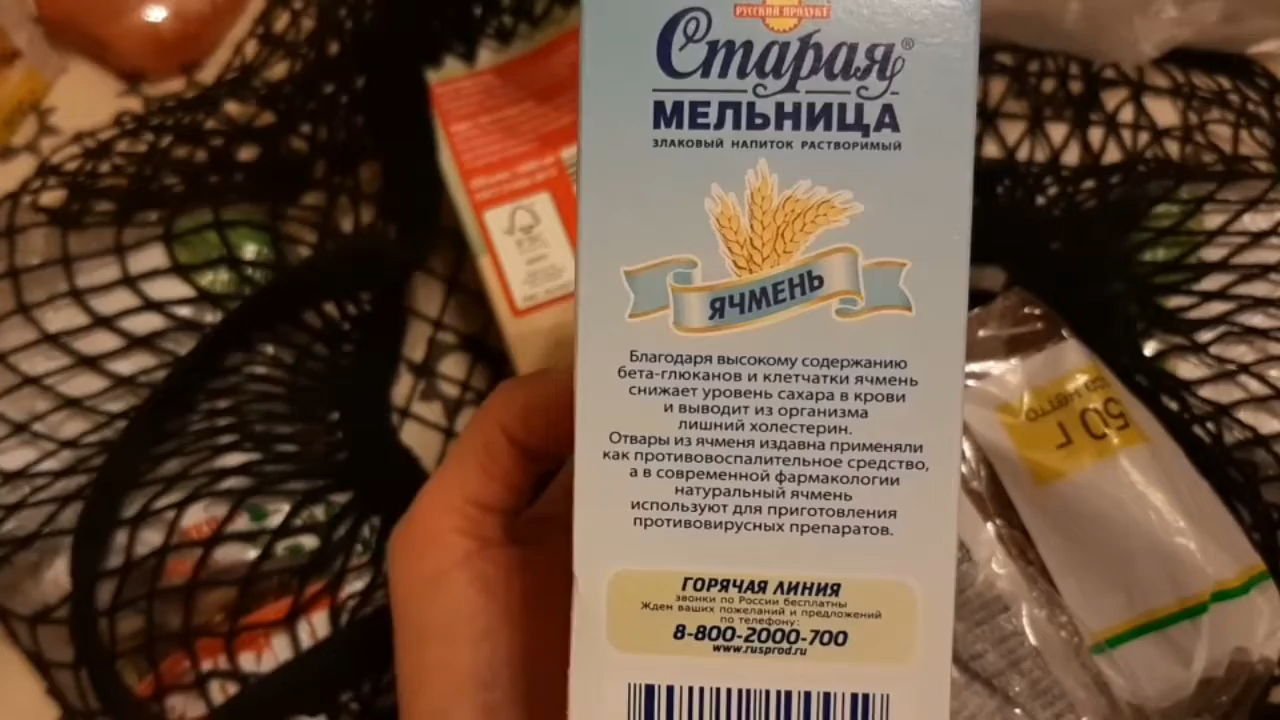 РУССКИЙ ПРОДУКТ
Старая®
МЕЛЬНИЦА
ЗЛАКОВЫЙ НАПИТОК РАСТВОРИМЫЙ
ЯЧМЕНЬ
Благодаря высокому содержанию
бета-глюканов и клетчатки ячмень
снижает уровень сахара в крови
и выводит из организма
лишний холестерин.
Отвары из ячменя издавна применяли
как противовоспалительное средство,
а в современной фармакологии
натуральный ячмень
используют для приготовления
противовирусных препаратов.
ГОРЯЧАЯ ЛИНИЯ
звонки по России бесплатны
Ждем ваших пожеланий и предложений
по телефону:
8-800-2000-700
www.rusprod.ru
НЕТТО
50 г